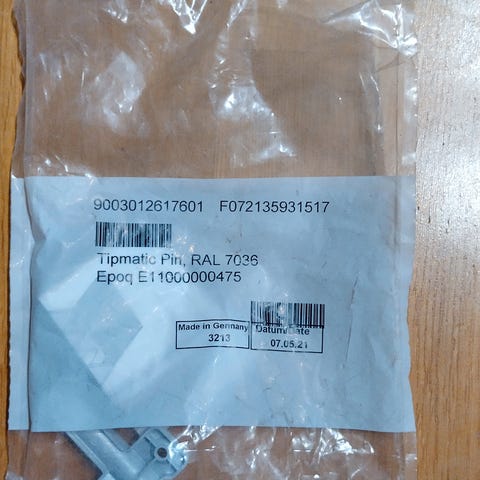 9003012617601 F072135931517
Tipmatic Pin, RAL 7036
Epoq E11000000475
Made in Germany
3213
Datum/Date
07.05.21